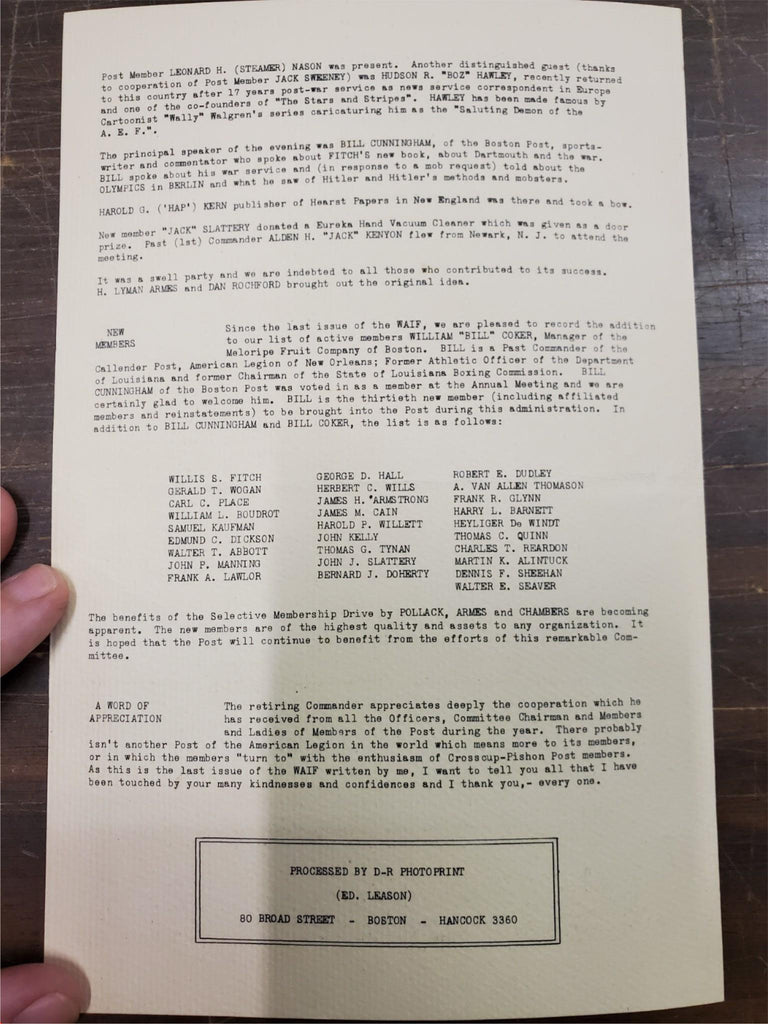 Post Member LEONARD H. (STEAMER) NASON was present. Another distinguished guest (thanks
to cooperation of Post Member JACK SWEENEY) was HUDSON R. "BOZ" HAWLEY, recently returned
to this country after 17 years post-war service as news service correspondent in Europe
and one of the co-founders of "The Stars and Stripes". HAWLEY has been made famous by
Cartoonist "Wally" Walgren's series caricaturing him as the "Saluting Demon of the
A. E. F.".
The principal speaker of the evening was BILL CUNNINGHAM, of the Boston Post, sports-
writer and commentator who spoke about FITCH'S new book, about Dartmouth and the war.
BILL spoke about his war service and (in response to a mob request) told about the
OLYMPICS in BERLIN and what he saw of Hitler and Hitler's methods and mobsters.
HAROLD G. ('HAP') KERN publisher of Hearst Papers in New England was there and took a bow.
New member "JACK" SLATTERY donated a Eureka Hand Vacuum Cleaner which was given as a door
prize. Past (1st) Commander ALDEN H. "JACK" KENYON flew from Newark, N. J. to attend the
meeting.
It was a swell party and we are indebted to all those who contributed to its success.
H. LYMAN ARMES and DAN ROCHFORD brought out the original idea.
NEW MEMBERS
Since the last issue of the WAIF, we are pleased to record the addition
to our list of active members WILLIAM "BILL" COKER, Manager of the
Meloripe Fruit Company of Boston. BILL is a Past Commander of the
Callender Post, American Legion of New Orleans; Former Athletic Officer of the Department
of Louisiana and former Chairman of the State of Louisiana Boxing Commission. BILL
CUNNINGHAM of the Boston Post was voted in as a member at the Annual Meeting and we are
certainly glad to welcome him. BILL is the thirtieth new member (including affiliated
members and reinstatements) to be brought into the Post during this administration. In
addition to BILL CUNNINGHAM and BILL COKER, the list is as follows:
WILLIS S. FITCH
GERALD T. WOGAN
CARL C. PLACE
WILLIAM L. BOUDROT
SAMUEL KAUFMAN
EDMUND C. DICKSON
WALTER T. ABBOTT
JOHN P. MANNING
FRANK A. LAWLOR
GEORGE D. HALL
HERBERT C. WILLS
JAMES H. ARMSTRONG
JAMES M. CAIN
HAROLD P. WILLETT
JOHN KELLY
THOMAS G. TYNAN
JOHN J. SLATTERY
BERNARD J. DOHERTY
ROBERT E. DUDLEY
A. VAN ALLEN THOMASON
FRANK R. GLYNN
HARRY L. BARNETT
HEYLIGER De WINDT
THOMAS C. QUINN
CHARLES T. REARDON
MARTIN K. ALINTUCK
DENNIS F. SHEEHAN
WALTER E. SEAVER
The benefits of the Selective Membership Drive by POLLACK, ARMES and CHAMBERS are becoming
apparent. The new members are of the highest quality and assets to any organization. It
is hoped that the Post will continue to benefit from the efforts of this remarkable Com-
mittee.
A WORD OF APPRECIATION
The retiring Commander appreciates deeply the cooperation which he
has received from all the Officers, Committee Chairman and Members
and Ladies of Members of the Post during the year. There probably
isn't another Post of the American Legion in the world which means more to its members,
or in which the members "turn to" with the enthusiasm of Crosscup-Pishon Post members.
As this is the last issue of the WAIF written by me, I want to tell you all that I have
been touched by your many kindnesses and confidences and I thank you,- every one.
PROCESSED BY D-R PHOTOPRINT
(ED. LEASON)
80 BROAD STREET - BOSTON - HANCOCK 3360